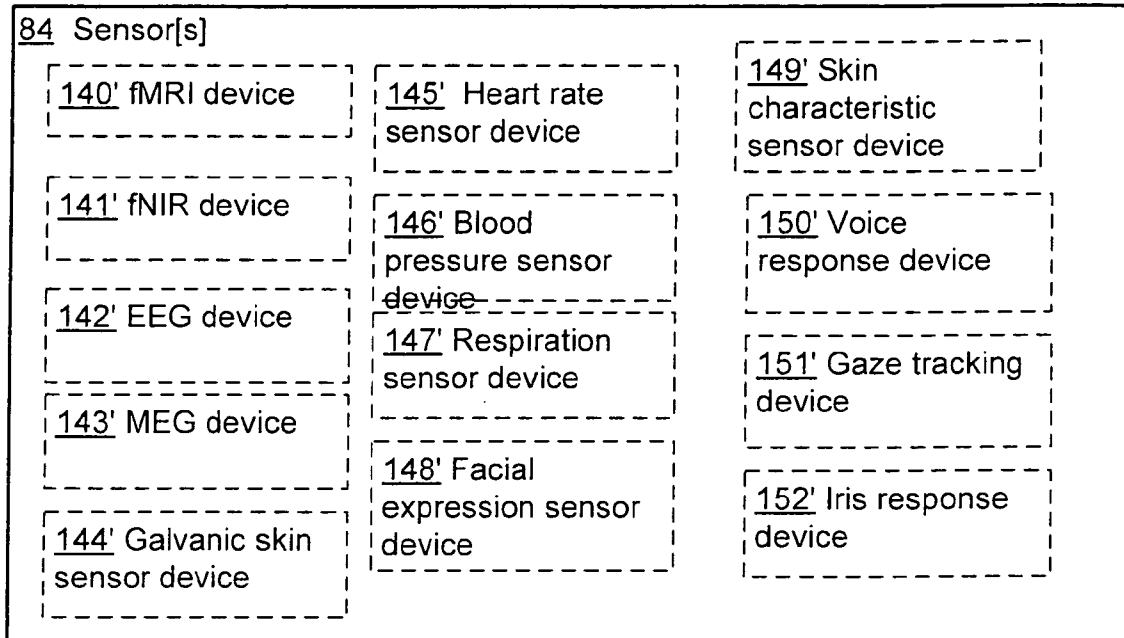 84 Sensor[s]
140' fMRI device
141' fNIR device
142' EEG device
143' MEG device
144' Galvanic skin
sensor device
145' Heart rate
sensor device
146' Blood
pressure sensor
device
147' Respiration
sensor device
148' Facial
expression sensor
device
149' Skin
characteristic
sensor device
150' Voice
response device
151' Gaze tracking
device
152' Iris response
device